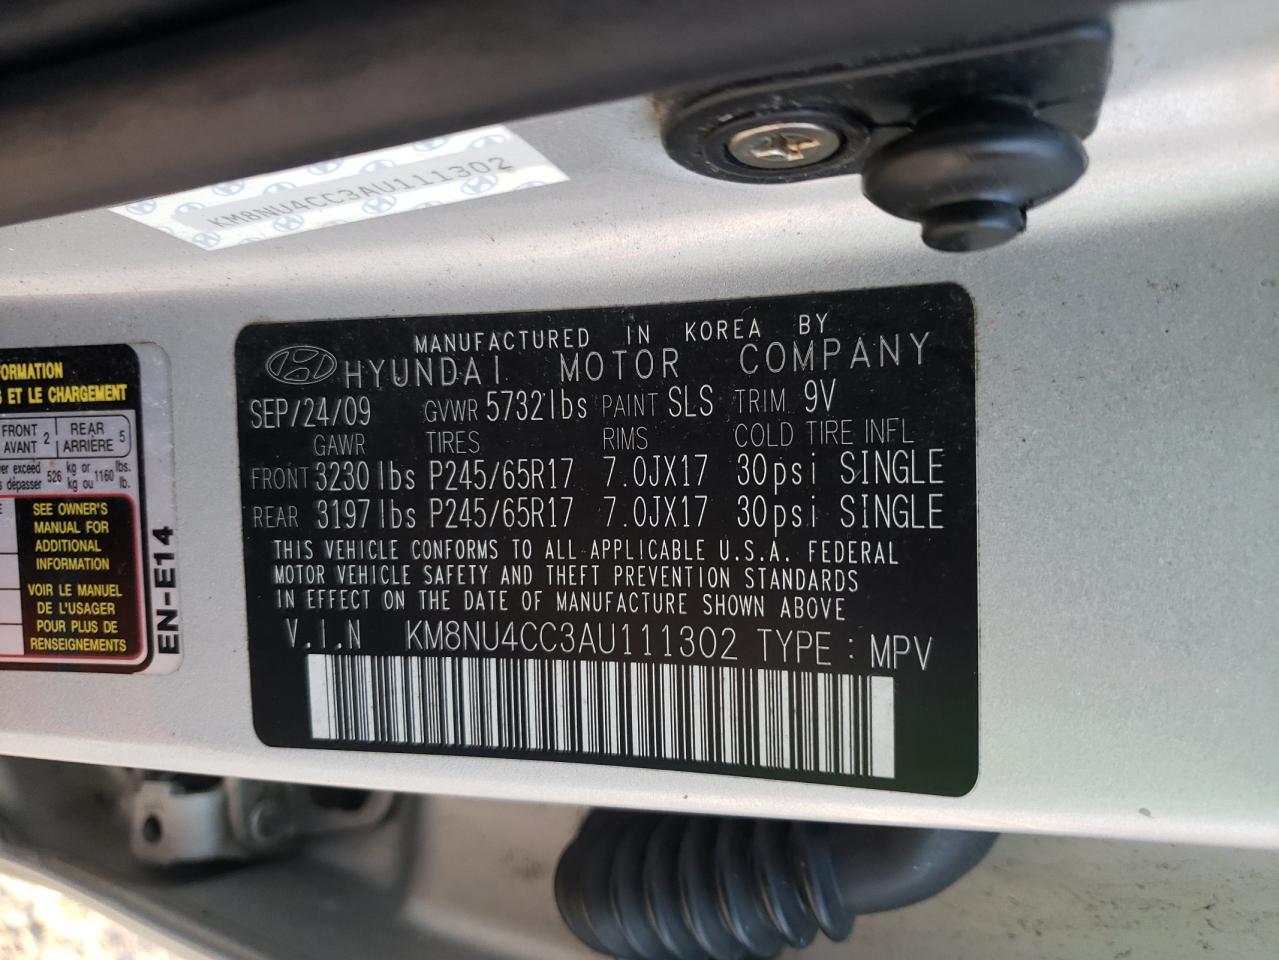 KM8NU4CC3AU111302
MANUFACTURED IN KOREA BY
HYUNDAI MOTOR COMPANY
SEP/24/09 GVWR 5732lbs PAINT SLS TRIM 9V
GAWR TIRES RIMS COLD TIRE INFL
FRONT 3230 lbs P245/65R17 7.0JX17 30psi SINGLE
REAR 3197 lbs P245/65R17 7.0JX17 30psi SINGLE
THIS VEHICLE CONFORMS TO ALL APPLICABLE U.S.A. FEDERAL
MOTOR VEHICLE SAFETY AND THEFT PREVENTION STANDARDS
IN EFFECT ON THE DATE OF MANUFACTURE SHOWN ABOVE
V.I.N KM8NU4CC3AU111302 TYPE : MPV
ET LE CHARGEMENT
FRONT 2 REAR 5
AVANT ARRIÈRE
exceed 526 kg or 1160 lbs.
dépasser kg ou lb.
SEE OWNER'S
MANUAL FOR
ADDITIONAL
INFORMATION
VOIR LE MANUEL
DE L'USAGER
POUR PLUS DE
RENSEIGNEMENTS
EN-E14